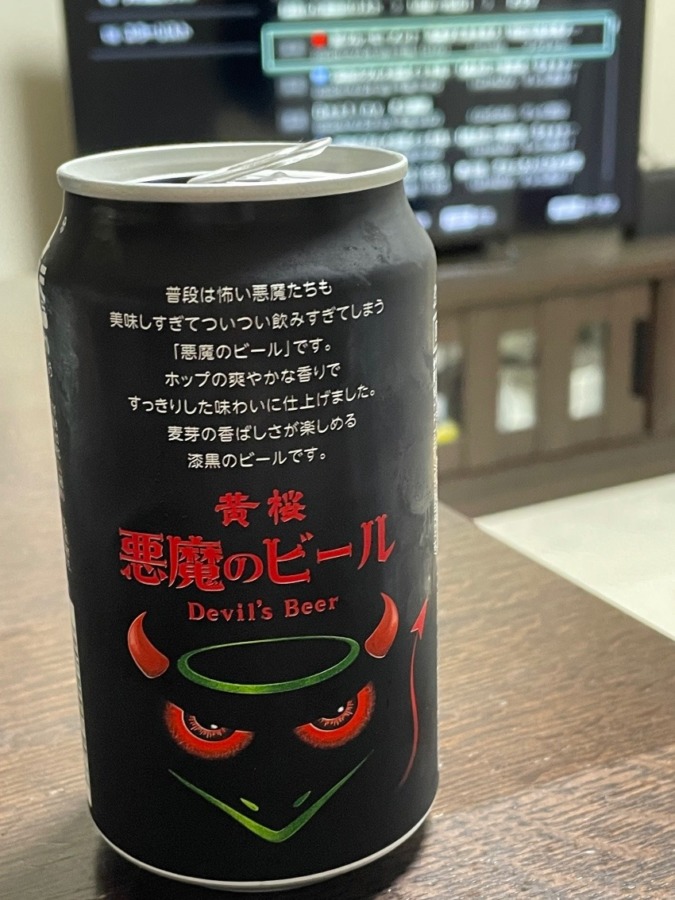 普段は怖い悪魔たちも
美味しすぎてついつい飲みすぎてしまう
「悪魔のビール」です。
ホップの爽やかな香りで
すっきりした味わいに仕上げました。
麦芽の香ばしさが楽しめる
漆黒のビールです。
黄桜
悪魔のビール
Devil's Beer